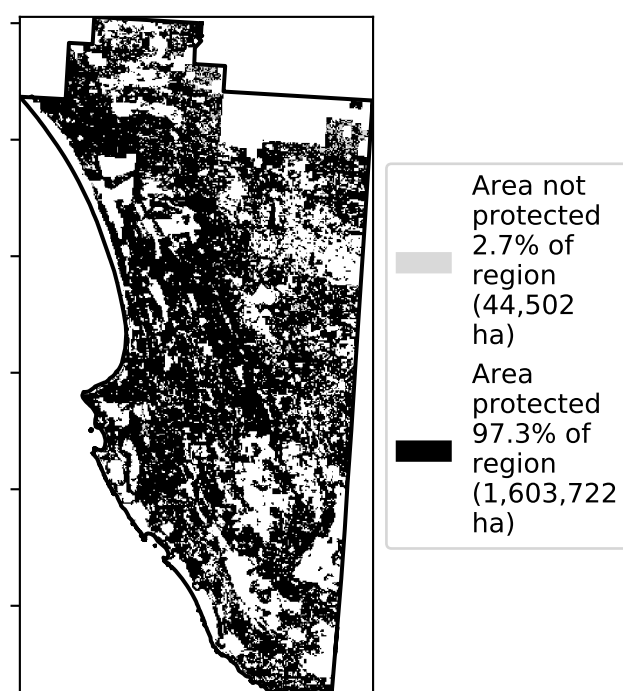 Area not
protected
2.7% of
region
(44,502
ha)
Area
protected
97.3% of
region
(1,603,722
ha)